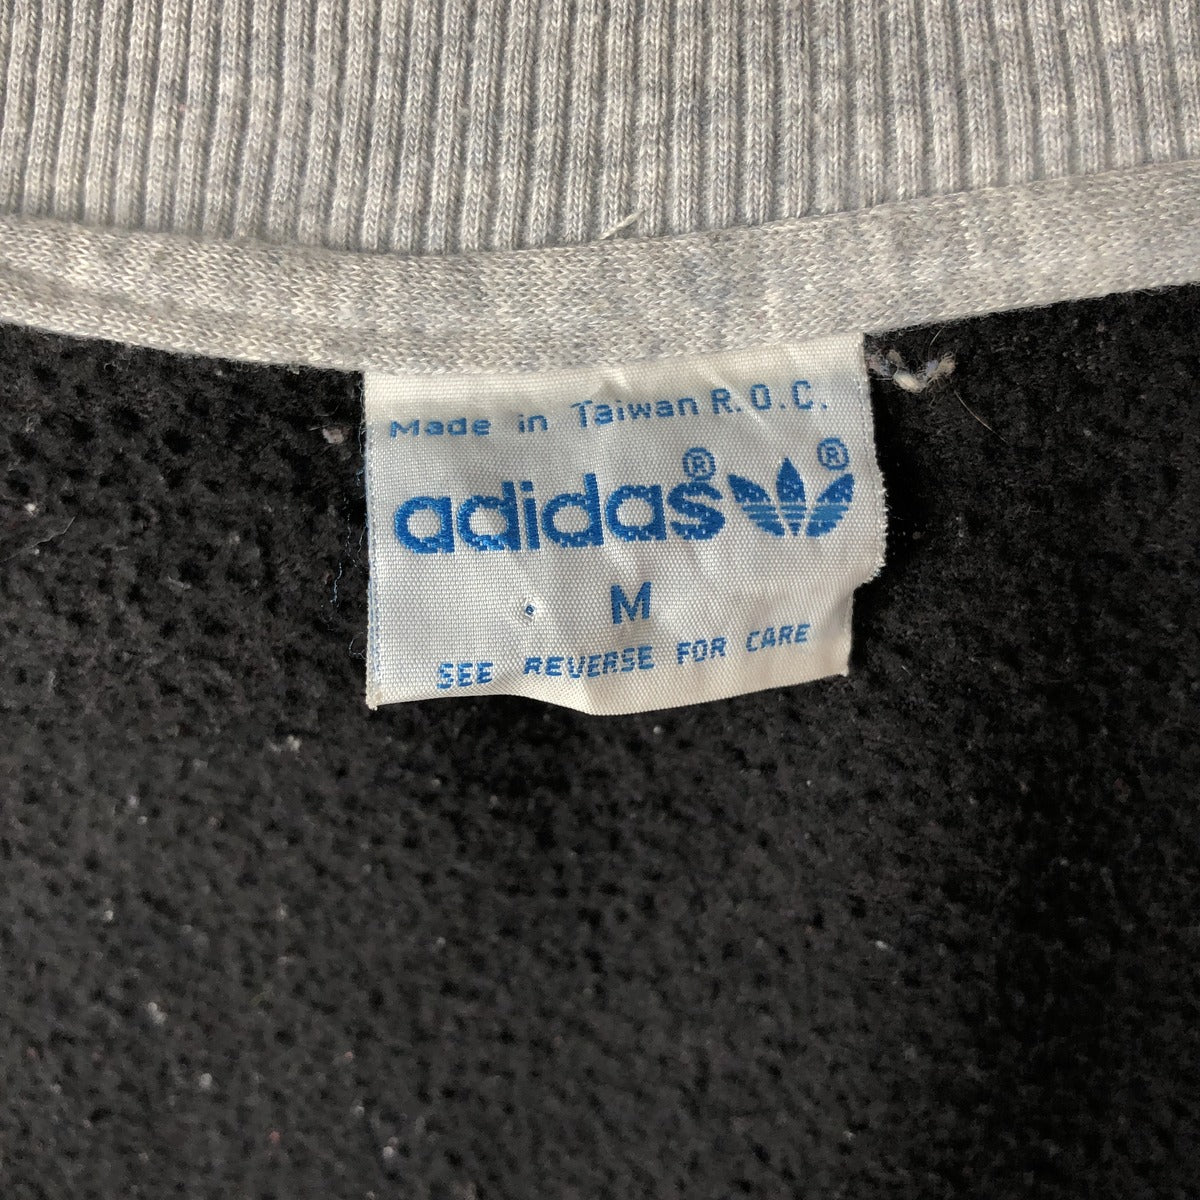 Made in Taiwan R.O.C.
adidas® ®
M
SEE REVERSE FOR CARE